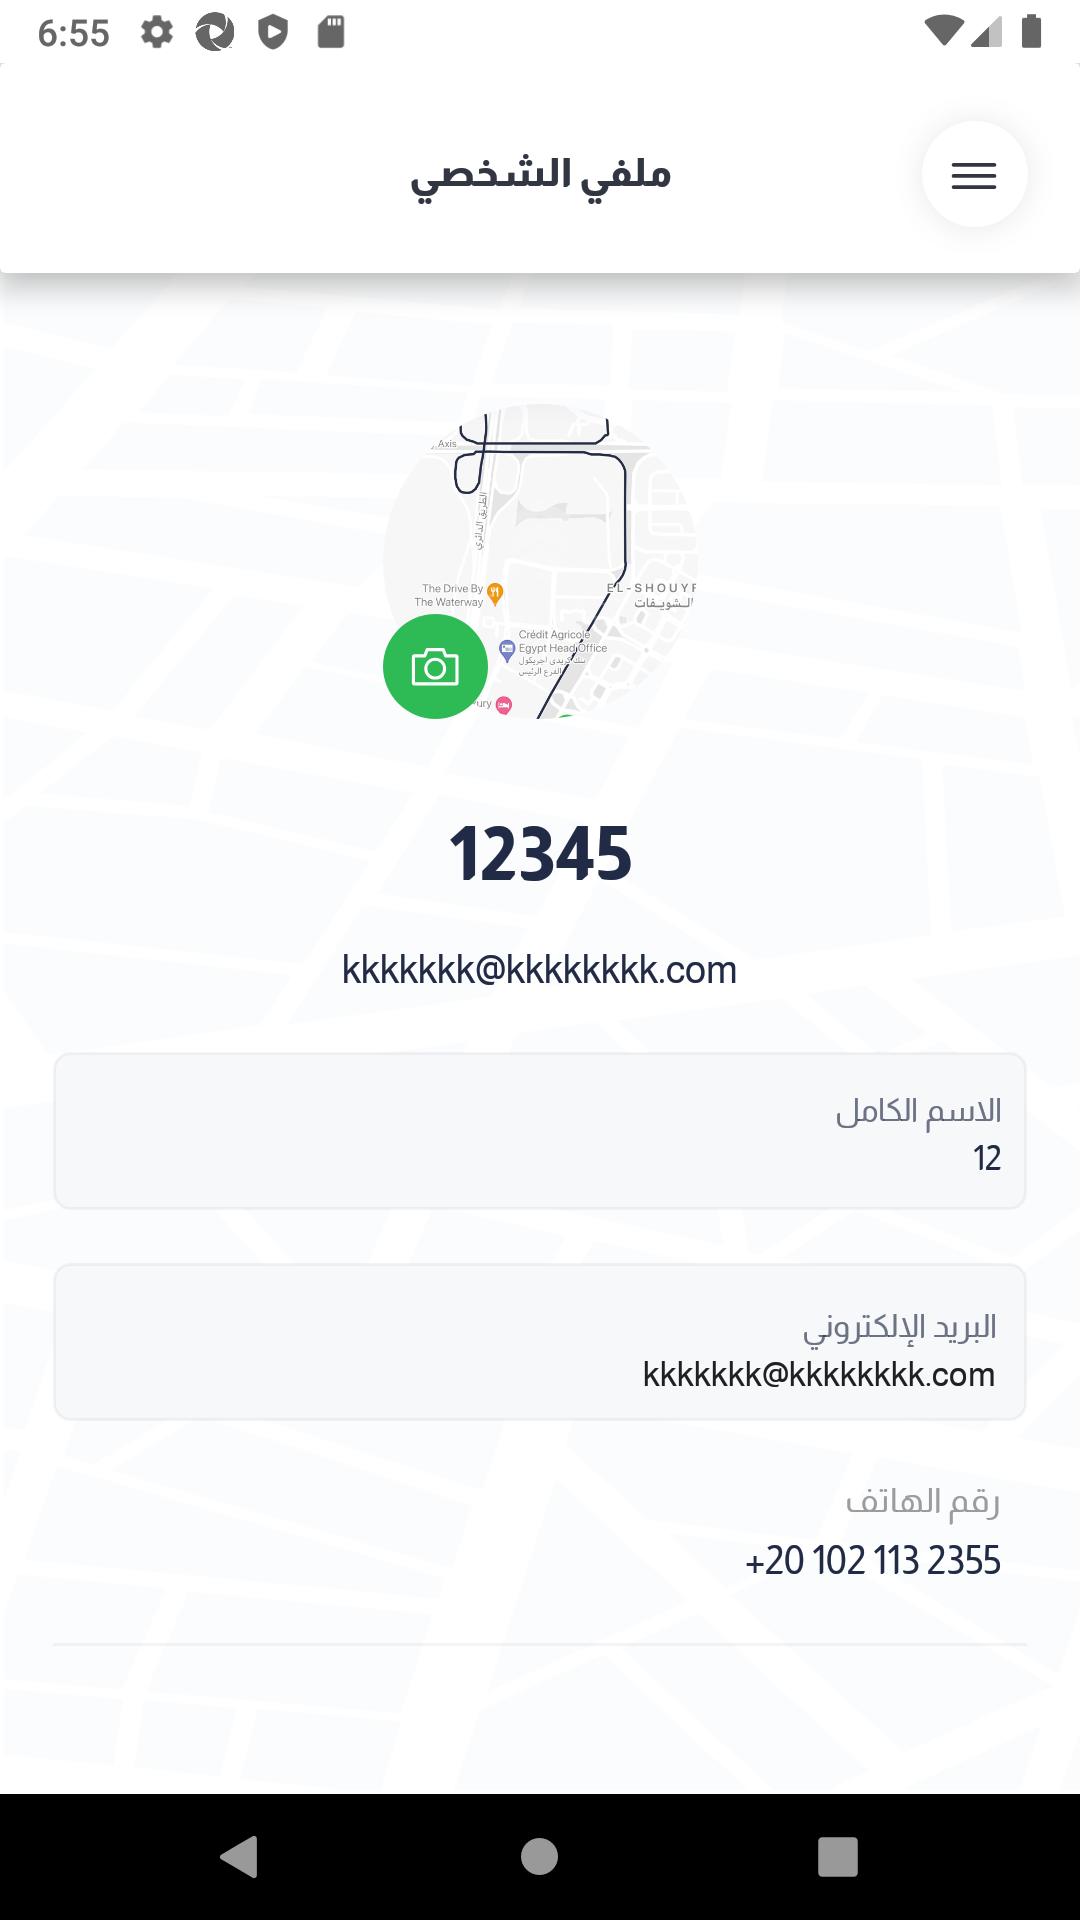 6:55
ملفي الشخصي
Axis
الطريق الدائري
The Drive By
The Waterway
EL-SHOUYF
الشويفات
Crédit Agricole
Egypt Head Office
بنك كريدي اجريكول
الفرع الرئيس
ury
12345
kkkkkkk@kkkkkkkk.com
الاسم الكامل
12
البريد الإلكتروني
kkkkkkk@kkkkkkkk.com
رقم الهاتف
+20 102 113 2355